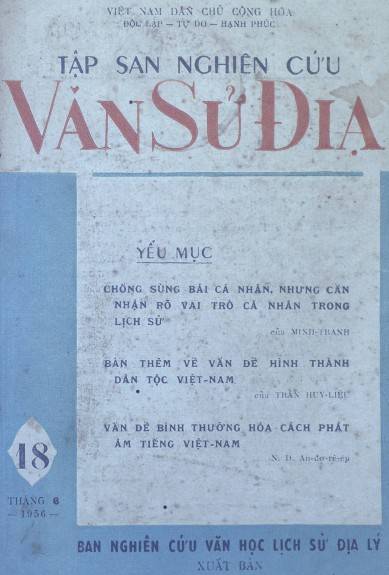 VIỆT NAM DÂN CHỦ CỘNG HÒA
ĐỘC LẬP — TỰ DO — HẠNH PHÚC
TẬP SAN NGHIÊN CỨU
VĂN SỬ ĐỊA
YẾU MỤC
CHỐNG SÙNG BÁI CÁ NHÂN, NHƯNG CẦN
NHẬN RÕ VAI TRÒ CÁ NHÂN TRONG
LỊCH SỬ
của MINH-TRANH
BÀN THÊM VỀ VẤN ĐỀ HÌNH THÀNH
DÂN TỘC VIỆT-NAM
của TRẦN HUY-LIỆU
VẤN ĐỀ BÌNH THƯỜNG HÓA CÁCH PHÁT
ÂM TIẾNG VIỆT-NAM
N. D. An-đơ-rê-ép
18
THÁNG 6
— 1956 —
BAN NGHIÊN CỨU VĂN HỌC LỊCH SỬ ĐỊA LÝ
XUẤT BẢN